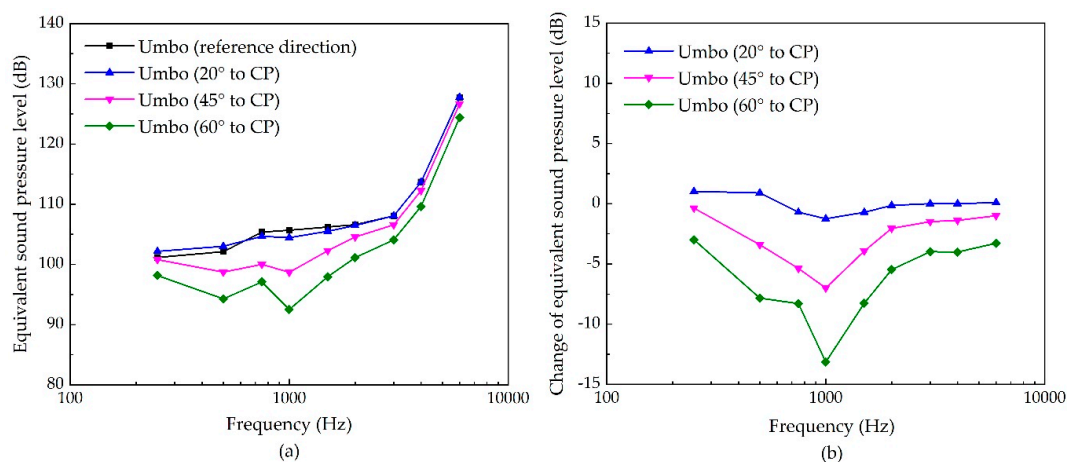 (a)
Equivalent sound pressure level (dB)
140
130
120
110
100
90
80
Umbo (reference direction)
Umbo (20° to CP)
Umbo (45° to CP)
Umbo (60° to CP)
100
1000
10000
Frequency (Hz)
(a)
(b)
Change of equivalent sound pressure level (dB)
15
10
5
0
-5
-10
-15
Umbo (20° to CP)
Umbo (45° to CP)
Umbo (60° to CP)
100
1000
10000
Frequency (Hz)
(b)